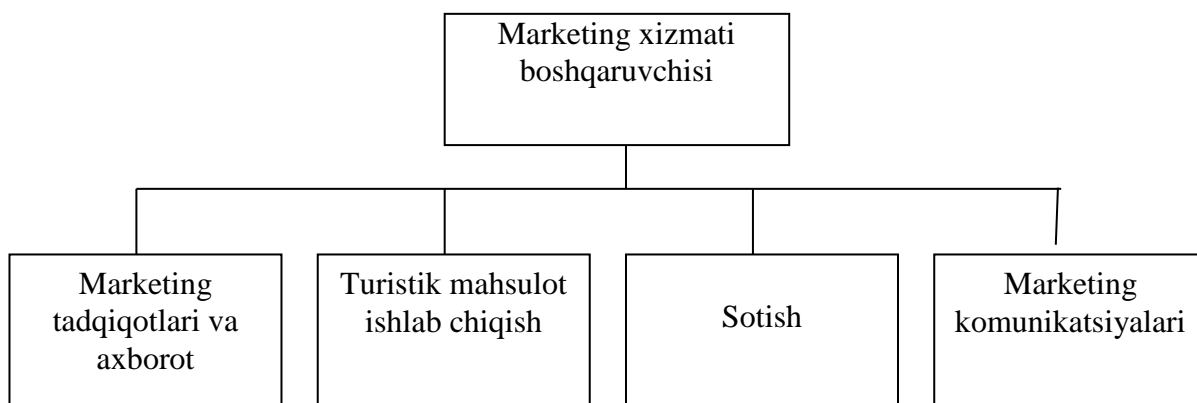 Marketing xizmati
boshqaruvchisi
Marketing
tadqiqotlari va
axborot
Turistik mahsulot
ishlab chiqish
Sotish
Marketing
komunikatsiyalari